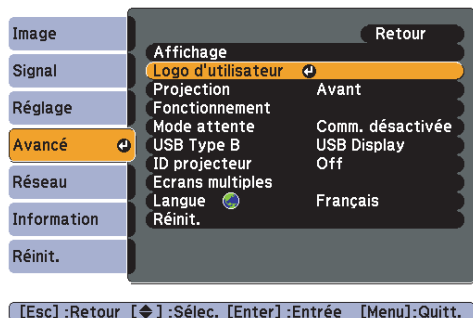 Image
Signal
Réglage
Avancé
Réseau
Information
Réinit.
Retour
Affichage
Logo d'utilisateur
Projection Avant
Fonctionnement
Mode attente Comm. désactivée
USB Type B USB Display
ID projecteur Off
Ecrans multiples
Langue Français
Réinit.
[Esc] :Retour [◆] :Sélec. [Enter] :Entrée [Menu]:Quitt.